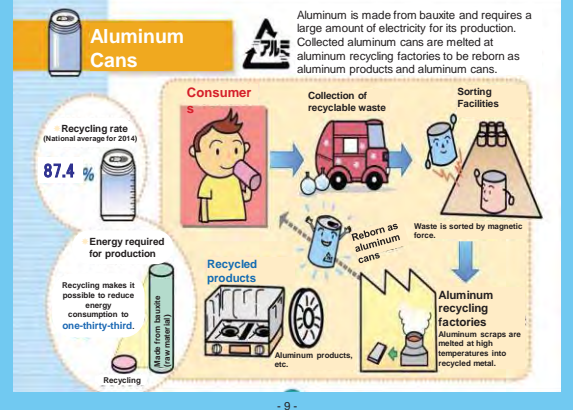 Aluminum
Cans
アルミ
Aluminum is made from bauxite and requires a
large amount of electricity for its production.
Collected aluminum cans are melted at
aluminum recycling factories to be reborn as
aluminum products and aluminum cans.
Recycling rate
(National average for 2014)
87.4 %
Energy required
for production
Recycling makes it
possible to reduce
energy
consumption to
one-thirty-third.
Made from bauxite
(raw material)
Recycling
Consumer
s
Collection of
recyclable waste
Sorting
Facilities
Waste is sorted by magnetic
force.
Reborn as
aluminum
cans
Recycled
products
Aluminum products,
etc.
Aluminum
recycling
factories
Aluminum scraps are
melted at high
temperatures into
recycled metal.
- 9 -